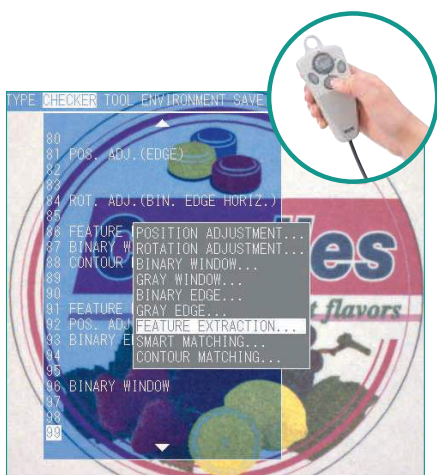 TYPE CHECKER TOOL ENVIRONMENT SAVE
80
81 POS. ADJ.(EDGE)
82
83
84 ROT. ADJ.(BIN. EDGE HORIZ.)
85
86 FEATURE
87 BINARY W
88 CONTOUR
89
90
91 FEATURE
92 POS. ADJ
93 BINARY E
94
95
96 BINARY WINDOW
97
98
99
POSITION ADJUSTMENT...
ROTATION ADJUSTMENT...
BINARY WINDOW...
GRAY WINDOW...
BINARY EDGE...
GRAY EDGE...
FEATURE EXTRACTION...
SMART MATCHING...
CONTOUR MATCHING...
es
t flavors